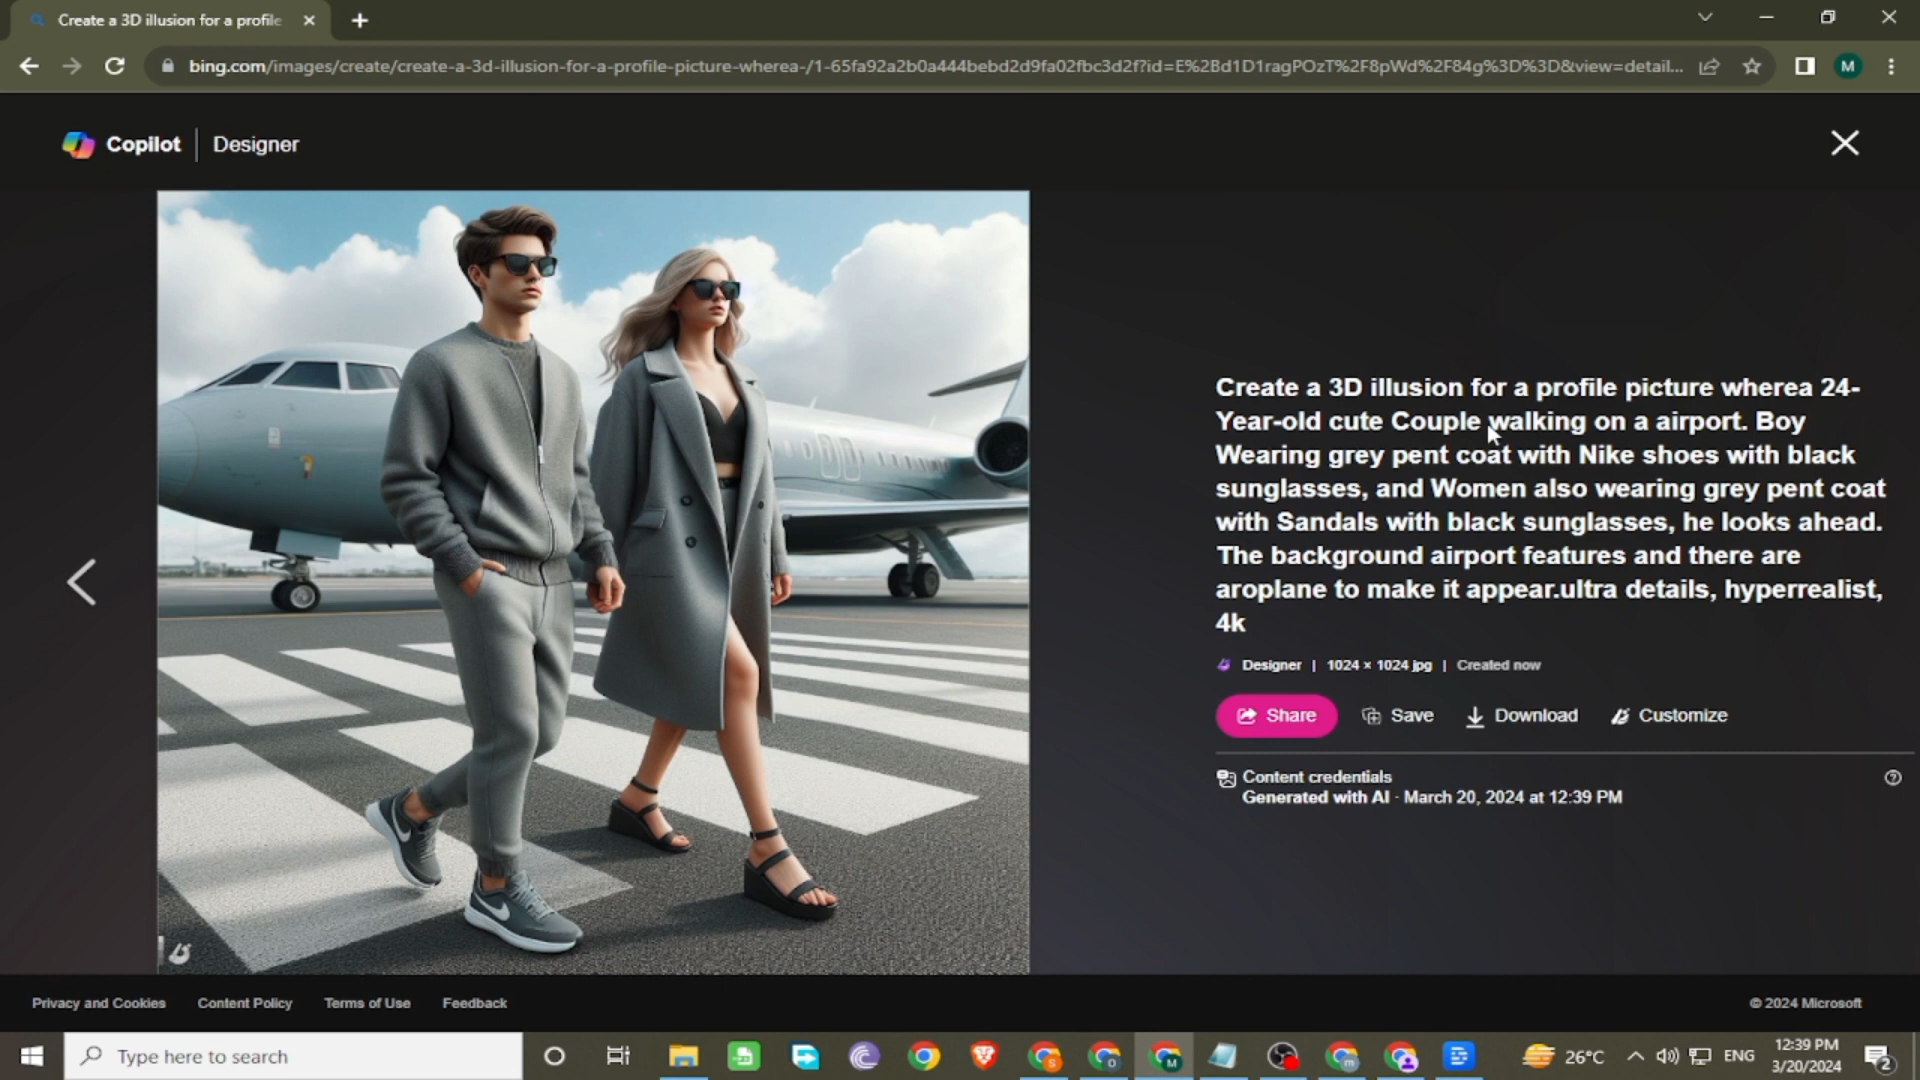 Create a 3D illusion for a profile
bing.com/images/create/create-a-3d-illusion-for-a-profile-picture-wherea-/1-65fa92a2b0a444bebd2d9fa02fbc3d2f?id=E%2Bd1D1ragPOzT%2F8pWd%2F84g%3D%3D&view=detail...
M
Copilot | Designer
Create a 3D illusion for a profile picture wherea 24-
Year-old cute Couple walking on a airport. Boy
Wearing grey pent coat with Nike shoes with black
sunglasses, and Women also wearing grey pent coat
with Sandals with black sunglasses, he looks ahead.
The background airport features and there are
aroplane to make it appear.ultra details, hyperrealist,
4k
Designer | 1024 × 1024 jpg | Created now
Share Save Download Customize
Content credentials
Generated with AI · March 20, 2024 at 12:39 PM
Privacy and Cookies Content Policy Terms of Use Feedback © 2024 Microsoft
Type here to search
26°C ENG 12:39 PM
3/20/2024 2